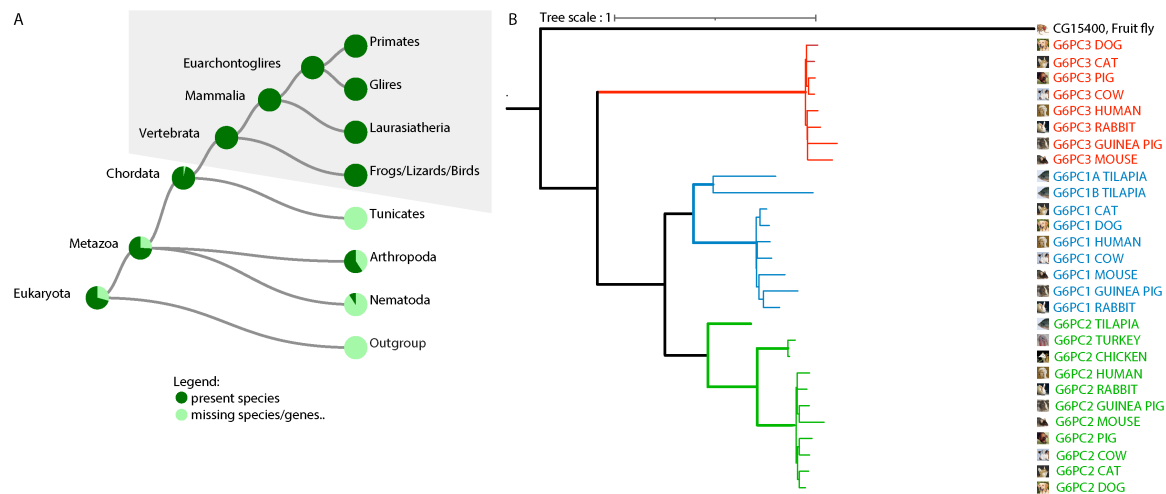 A
Primates
Euarchontoglires
Glires
Mammalia
Laurasiatheria
Vertebrata
Frogs/Lizards/Birds
Chordata
Tunicates
Metazoa
Arthropoda
Eukaryota
Nematoda
Outgroup
Legend:
present species
missing species/genes..
B
Tree scale : 1
CG15400, Fruit fly
G6PC3 DOG
G6PC3 CAT
G6PC3 PIG
G6PC3 COW
G6PC3 HUMAN
G6PC3 RABBIT
G6PC3 GUINEA PIG
G6PC3 MOUSE
G6PC1A TILAPIA
G6PC1B TILAPIA
G6PC1 CAT
G6PC1 DOG
G6PC1 HUMAN
G6PC1 COW
G6PC1 MOUSE
G6PC1 GUINEA PIG
G6PC1 RABBIT
G6PC2 TILAPIA
G6PC2 TURKEY
G6PC2 CHICKEN
G6PC2 HUMAN
G6PC2 RABBIT
G6PC2 GUINEA PIG
G6PC2 MOUSE
G6PC2 PIG
G6PC2 COW
G6PC2 CAT
G6PC2 DOG